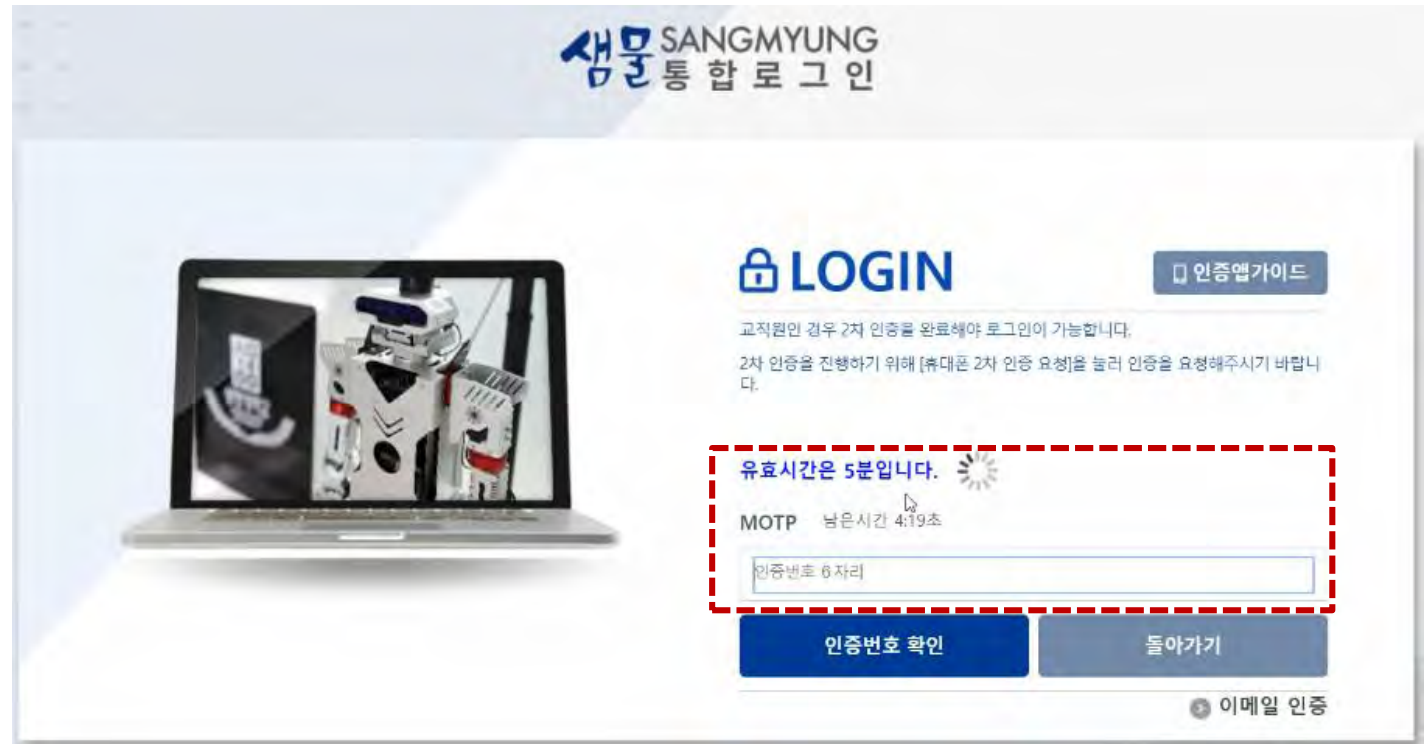 샘물 SANGMYUNG
통합로그인
LOGIN
인증앱가이드
교직원인 경우 2차 인증을 완료해야 로그인이 가능합니다.
2차 인증을 진행하기 위해 [휴대폰 2차 인증 요청]을 눌러 인증을 요청해주시기 바랍니
다.
유효시간은 5분입니다.
MOTP 남은시간 4:19초
인증번호 6자리
인증번호 확인
돌아가기
이메일 인증